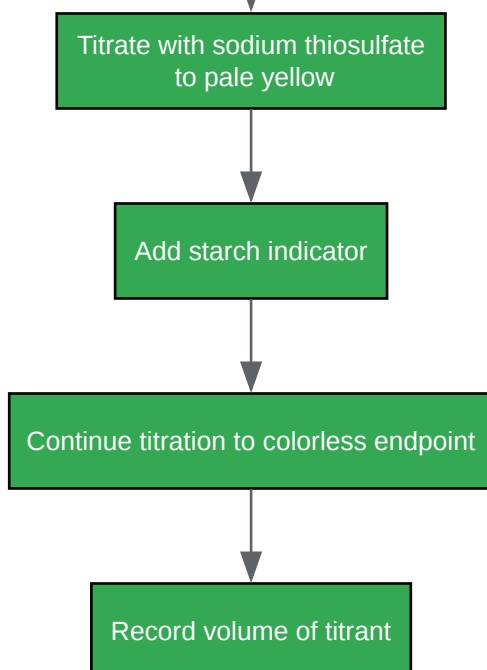 Titrate with sodium thiosulfate
to pale yellow
Add starch indicator
Continue titration to colorless endpoint
Record volume of titrant